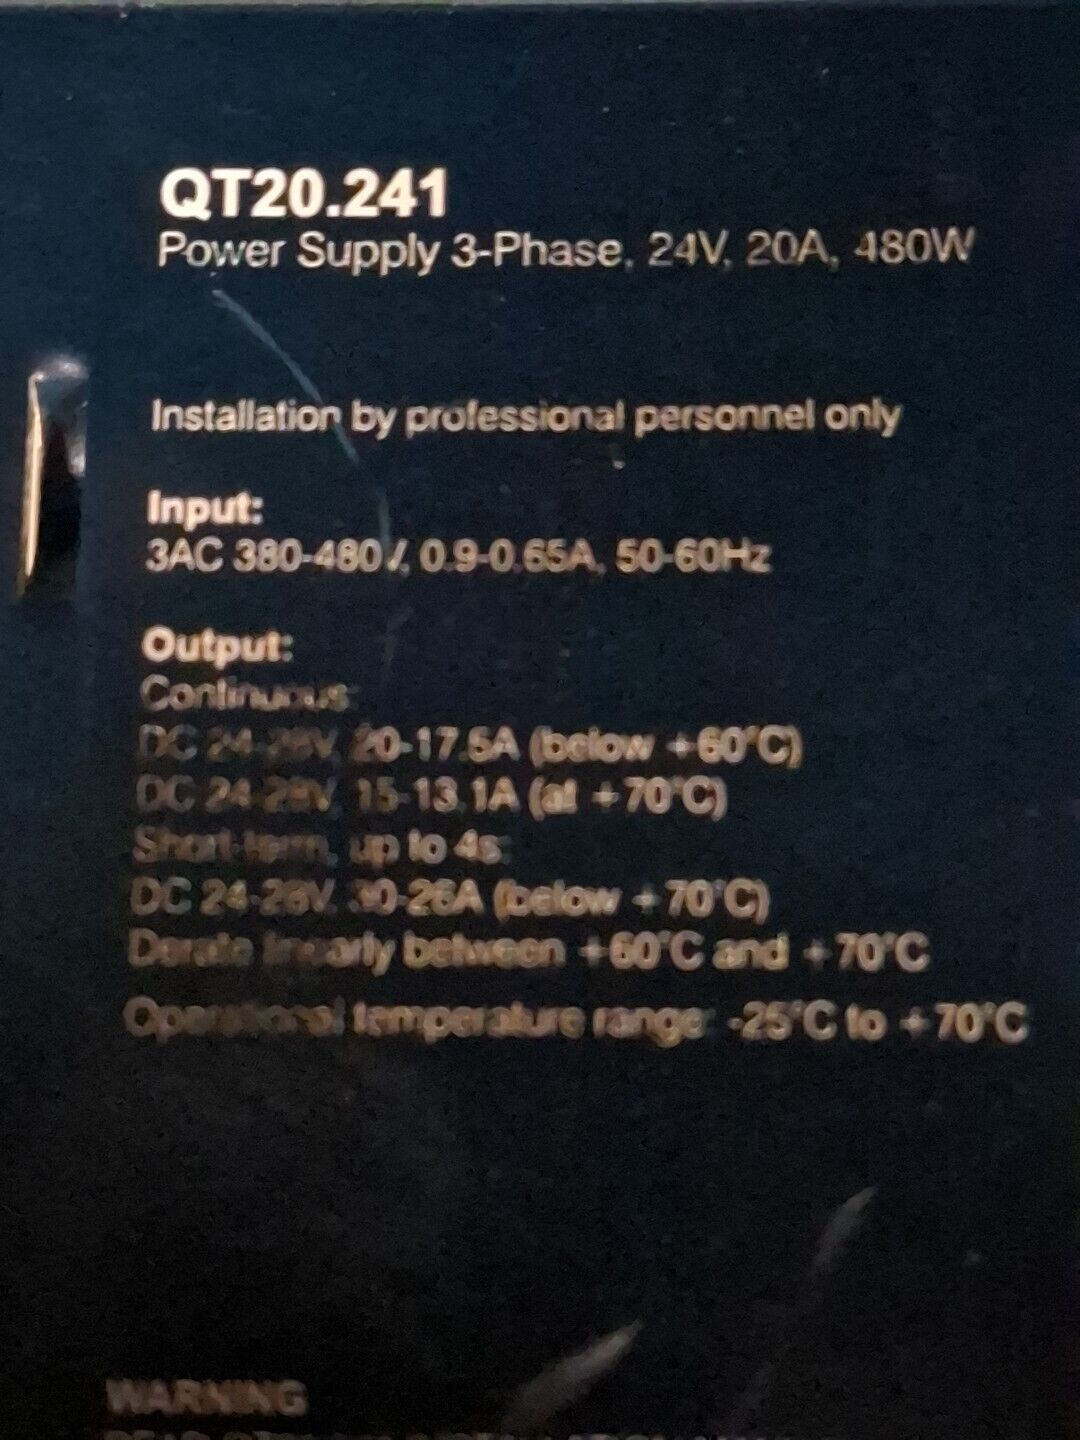 QT20.241
Power Supply 3-Phase, 24V, 20A, 480W
Installation by professional personnel only
Input:
3AC 380-480V, 0.9-0.65A, 50-60Hz
Output:
Continuous:
DC 24-28V, 20-17.5A (below +60°C)
DC 24-28V, 15-13.1A (at +70°C)
Short-term, up to 4s:
DC 24-28V, 30-26A (below +70°C)
Derate linearly between +60°C and +70°C
Operational temperature range: -25°C to +70°C
WARNING